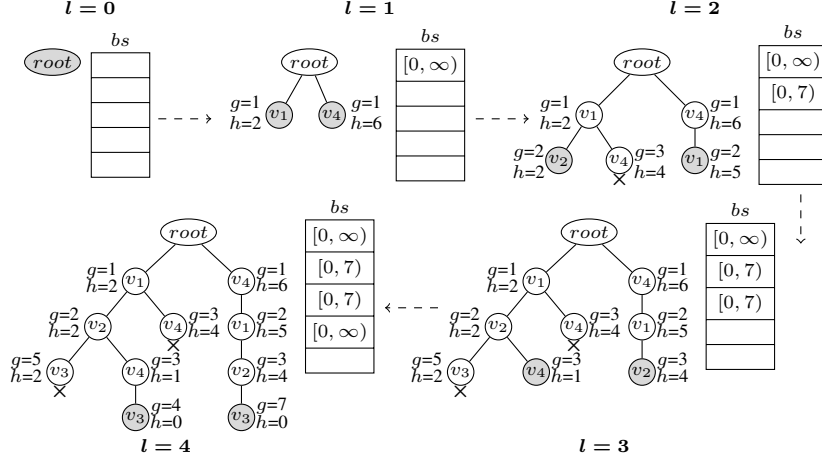 l = 0
l = 1
l = 2
root
bs
root
g=1
h=2
v1
v4
g=1
h=6
bs
[0, ∞)
root
g=1
h=2
v1
v4
g=1
h=6
g=2
h=2
v2
v4
g=3
h=4
×
v1
g=2
h=5
bs
[0, ∞)
[0, 7)
root
g=1
h=2
v1
v4
g=1
h=6
g=2
h=2
v2
v4
g=3
h=4
×
v1
g=2
h=5
g=5
h=2
v3
×
v4
g=3
h=1
v2
g=3
h=4
v3
g=4
h=0
v3
g=7
h=0
bs
[0, ∞)
[0, 7)
[0, 7)
[0, ∞)
root
g=1
h=2
v1
v4
g=1
h=6
g=2
h=2
v2
v4
g=3
h=4
×
v1
g=2
h=5
g=5
h=2
v3
×
v4
g=3
h=1
v2
g=3
h=4
bs
[0, ∞)
[0, 7)
[0, 7)
l = 4
l = 3